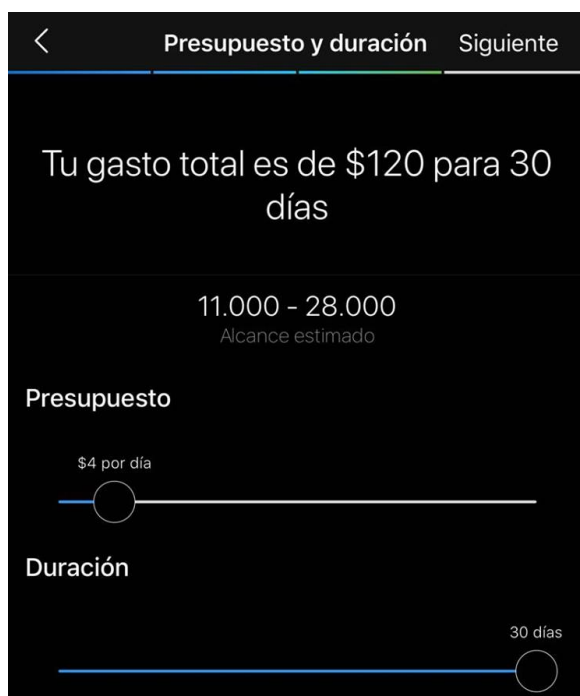 Presupuesto y duración Siguiente
Tu gasto total es de $120 para 30
días
11.000 - 28.000
Alcance estimado
Presupuesto
$4 por día
Duración
30 días